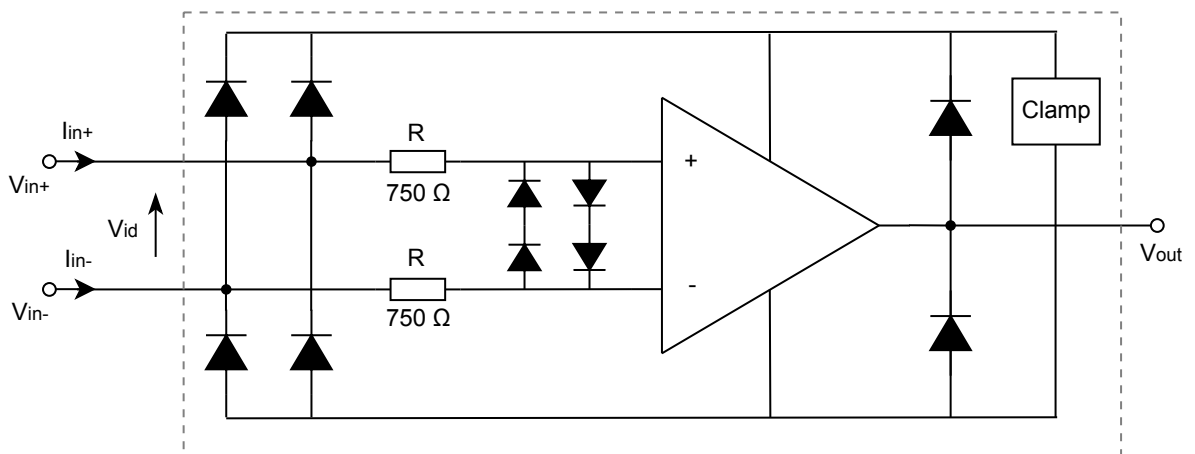 Clamp
Iin+
R
+
Vin+
750 Ω
Vid
Iin-
R
Vout
-
Vin-
750 Ω